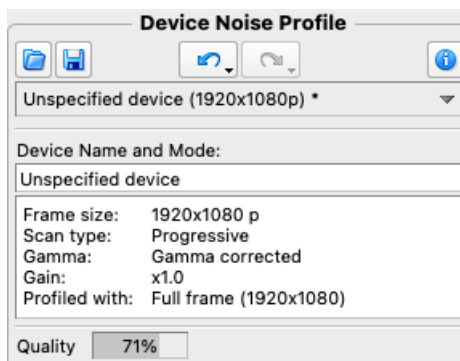 Device Noise Profile
Unspecified device (1920x1080p) *
Device Name and Mode:
Unspecified device
Frame size: 1920x1080 p
Scan type: Progressive
Gamma: Gamma corrected
Gain: x1.0
Profiled with: Full frame (1920x1080)
Quality 71%